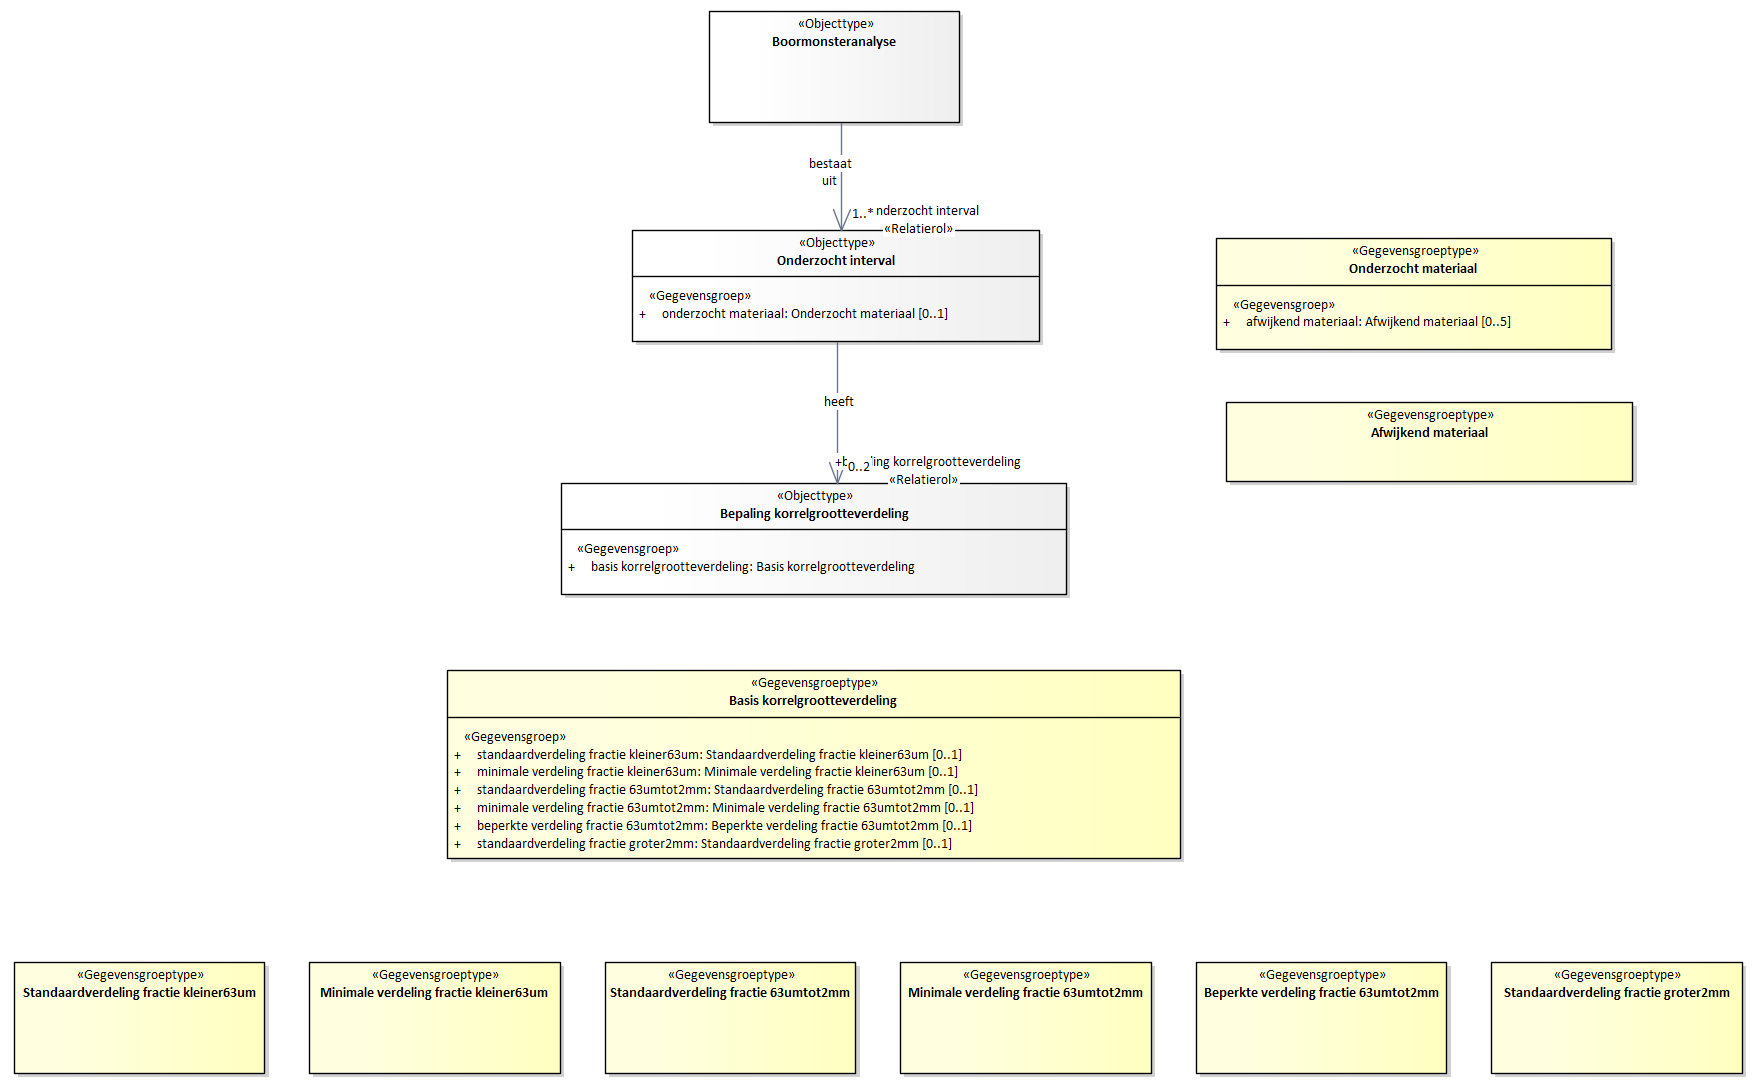 «Objecttype»
Boormonsteranalyse
bestaat
uit
1..* nderzocht interval
«Relatierol»
«Objecttype»
Onderzocht interval
«Gegevensgroep»
+ onderzocht materiaal: Onderzocht materiaal [0..1]
«Gegevensgroeptype»
Onderzocht materiaal
«Gegevensgroep»
+ afwijkend materiaal: Afwijkend materiaal [0..5]
«Gegevensgroeptype»
Afwijkend materiaal
heeft
0..2 korrelgrootteverdeling
«Relatierol»
«Objecttype»
Bepaling korrelgrootteverdeling
«Gegevensgroep»
+ basis korrelgrootteverdeling: Basis korrelgrootteverdeling
«Gegevensgroeptype»
Basis korrelgrootteverdeling
«Gegevensgroep»
+ standaardverdeling fractie kleiner63um: Standaardverdeling fractie kleiner63um [0..1]
+ minimale verdeling fractie kleiner63um: Minimale verdeling fractie kleiner63um [0..1]
+ standaardverdeling fractie 63umtot2mm: Standaardverdeling fractie 63umtot2mm [0..1]
+ minimale verdeling fractie 63umtot2mm: Minimale verdeling fractie 63umtot2mm [0..1]
+ beperkte verdeling fractie 63umtot2mm: Beperkte verdeling fractie 63umtot2mm [0..1]
+ standaardverdeling fractie groter2mm: Standaardverdeling fractie groter2mm [0..1]
«Gegevensgroeptype»
Standaardverdeling fractie kleiner63um
«Gegevensgroeptype»
Minimale verdeling fractie kleiner63um
«Gegevensgroeptype»
Standaardverdeling fractie 63umtot2mm
«Gegevensgroeptype»
Minimale verdeling fractie 63umtot2mm
«Gegevensgroeptype»
Beperkte verdeling fractie 63umtot2mm
«Gegevensgroeptype»
Standaardverdeling fractie groter2mm